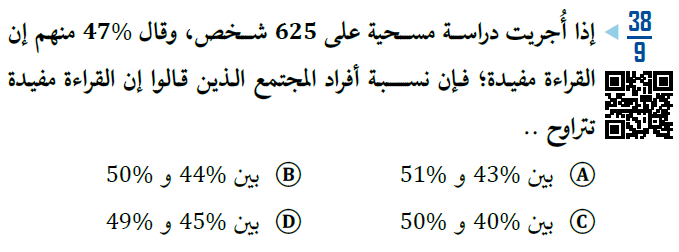 38
9
إذا أُجريت دراسة مسحية على 625 شخص، وقال 47% منهم إن
القراءة مفيدة؛ فإن نسبة أفراد المجتمع الذين قالوا إن القراءة مفيدة
تتراوح ..
A بين 43% و 51%
B بين 44% و 50%
C بين 40% و 50%
D بين 45% و 49%